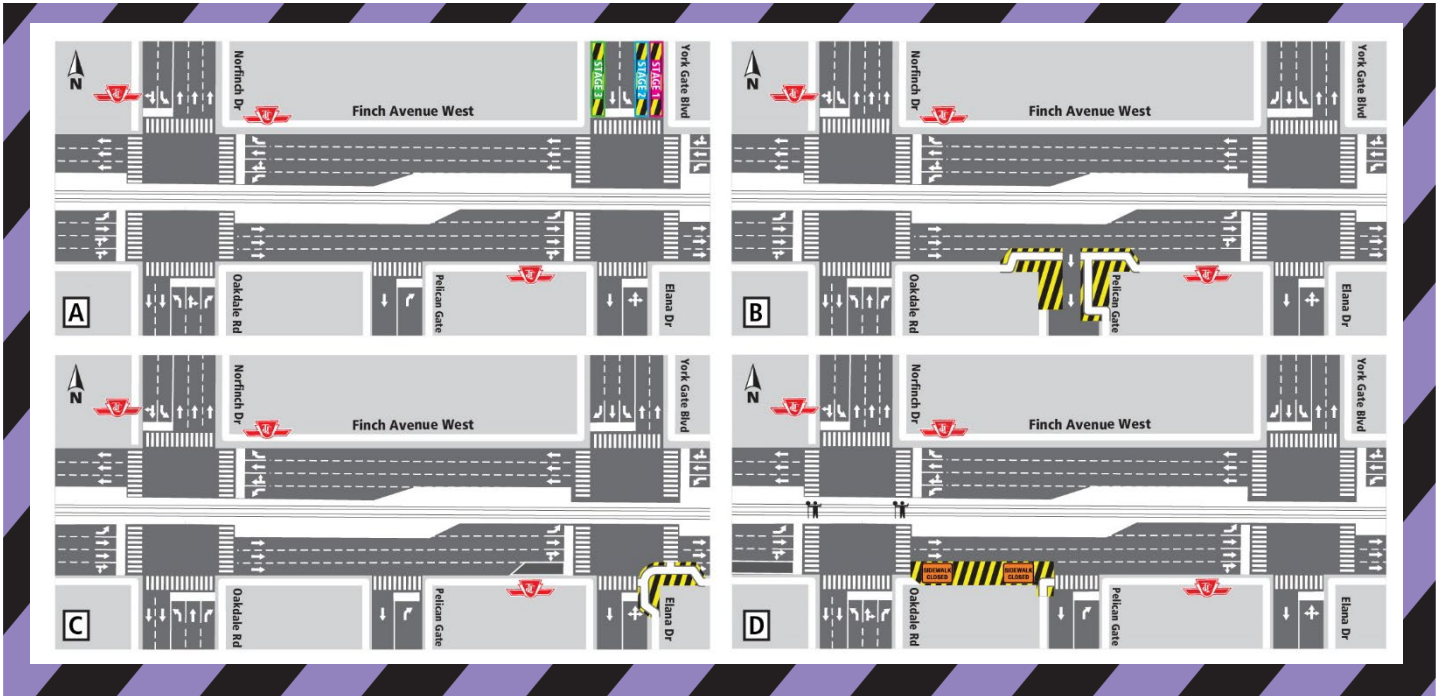 N
Norfinch Dr
Finch Avenue West
STAGE 3
STAGE 2
STAGE 1
York Gate Blvd
A
Oakdale Rd
Pelican Gate
Elana Dr
N
Norfinch Dr
Finch Avenue West
York Gate Blvd
B
Oakdale Rd
Pelican Gate
Elana Dr
N
Norfinch Dr
Finch Avenue West
York Gate Blvd
C
Oakdale Rd
Pelican Gate
Elana Dr
N
Norfinch Dr
Finch Avenue West
York Gate Blvd
SIDEWALK
CLOSED
SIDEWALK
CLOSED
D
Oakdale Rd
Pelican Gate
Elana Dr